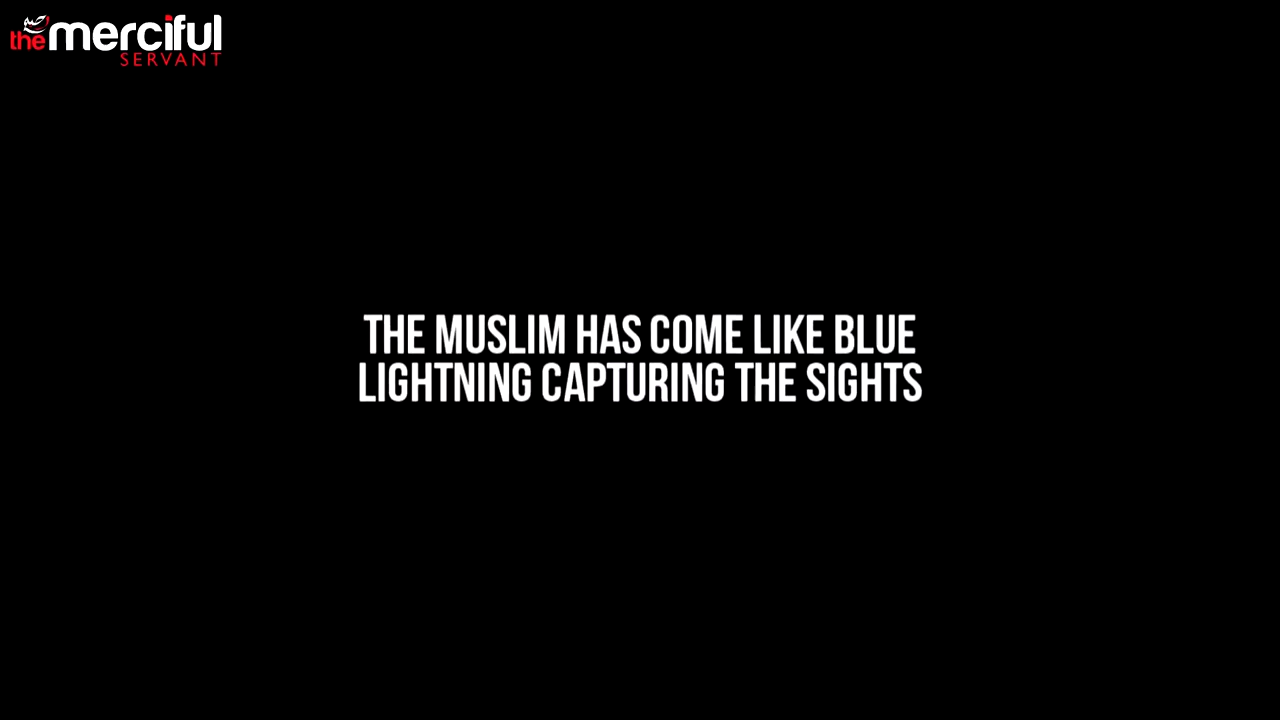 the merciful
SERVANT
THE MUSLIM HAS COME LIKE BLUE
LIGHTNING CAPTURING THE SIGHTS